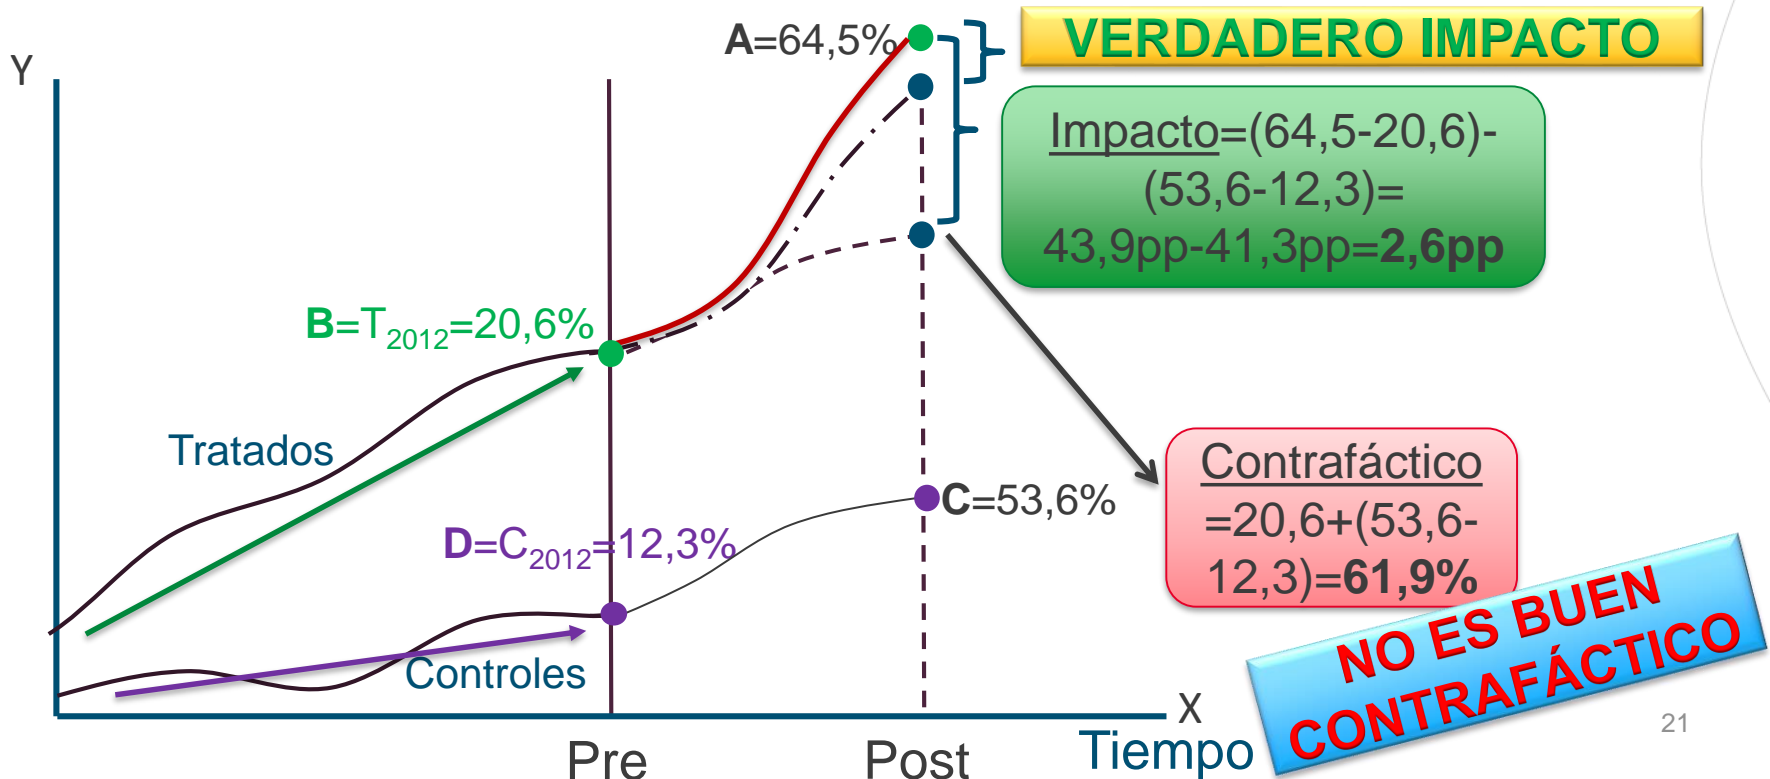 A=64,5%
VERDADERO IMPACTO
Y
Impacto=(64,5-20,6)-
(53,6-12,3)=
43,9pp-41,3pp=2,6pp
B=T2012=20,6%
Tratados
Contrafáctico
=20,6+(53,6-
12,3)=61,9%
C=53,6%
D=C2012=12,3%
Controles
NO ES BUEN
CONTRAFÁCTICO
X
Pre
Post
Tiempo
21